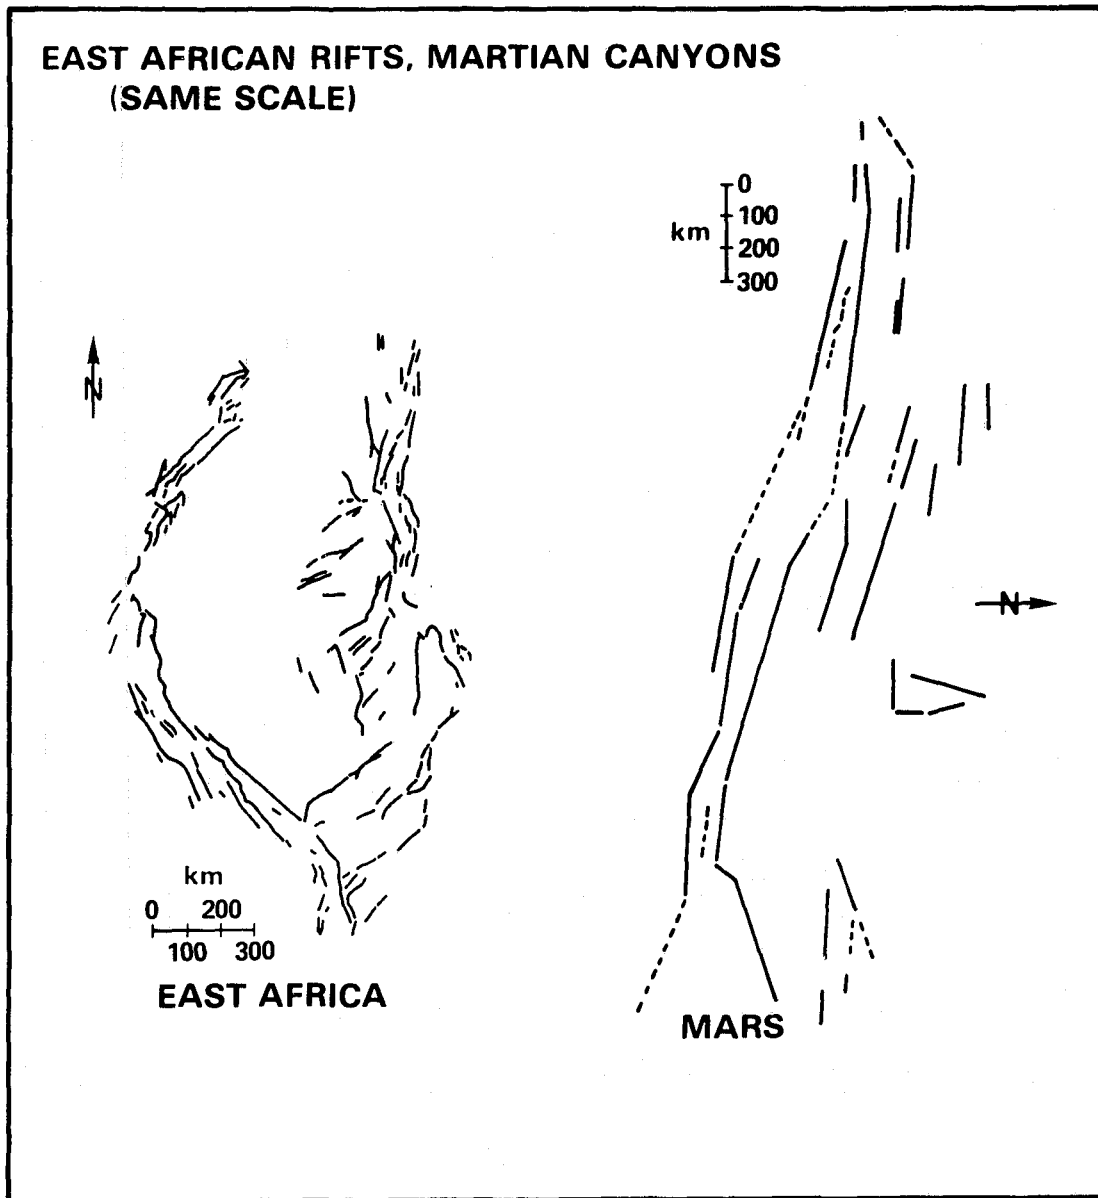 EAST AFRICAN RIFTS, MARTIAN CANYONS
(SAME SCALE)
0
100
km
200
300
N
N
km
0 200
100 300
EAST AFRICA
MARS